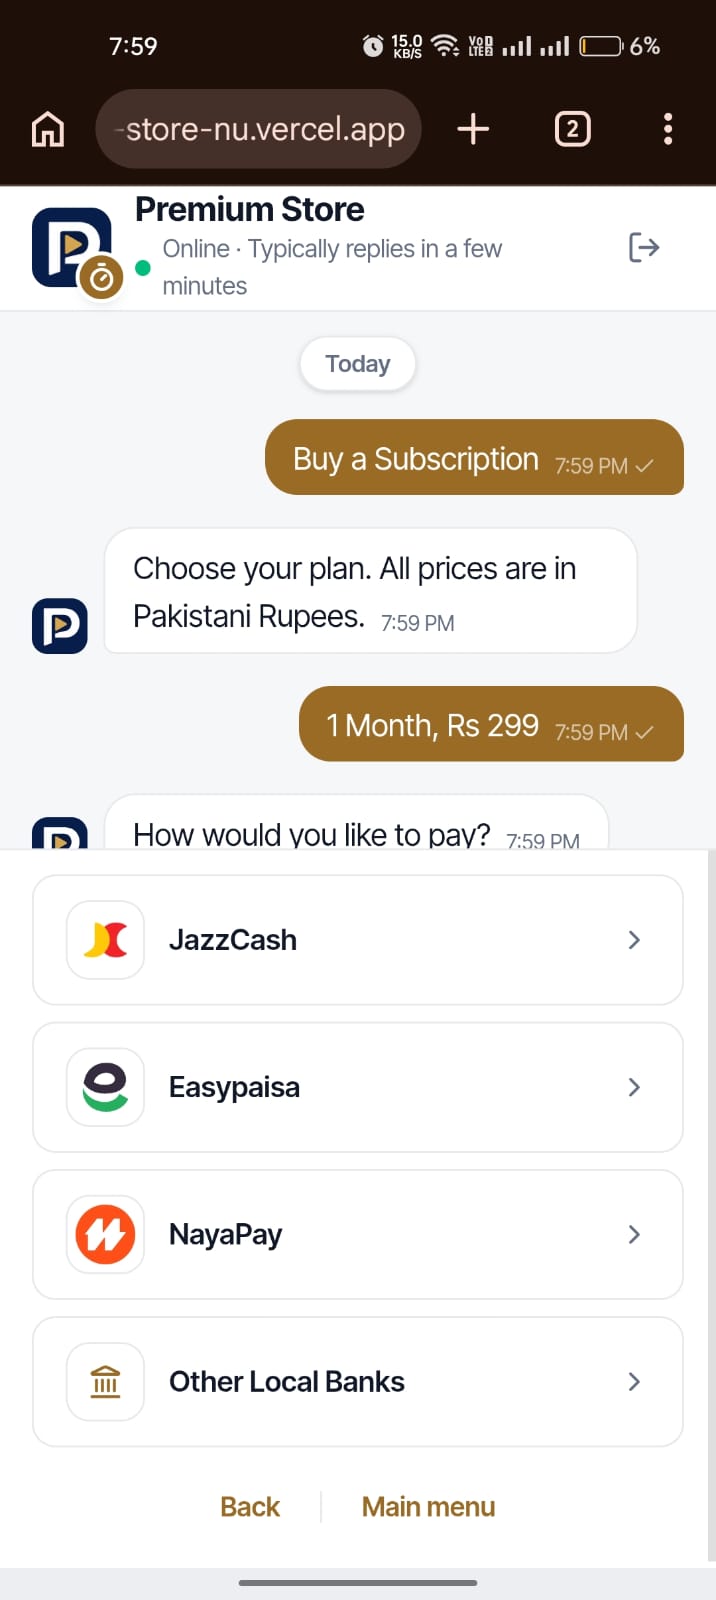 7:59
15.0 KB/S
VoD LTE2
6%
-store-nu.vercel.app
2
Premium Store
Online · Typically replies in a few
minutes
Today
Buy a Subscription 7:59 PM
Choose your plan. All prices are in
Pakistani Rupees. 7:59 PM
1 Month, Rs 299 7:59 PM
How would you like to pay? 7:59 PM
JazzCash
Easypaisa
NayaPay
Other Local Banks
Back
Main menu